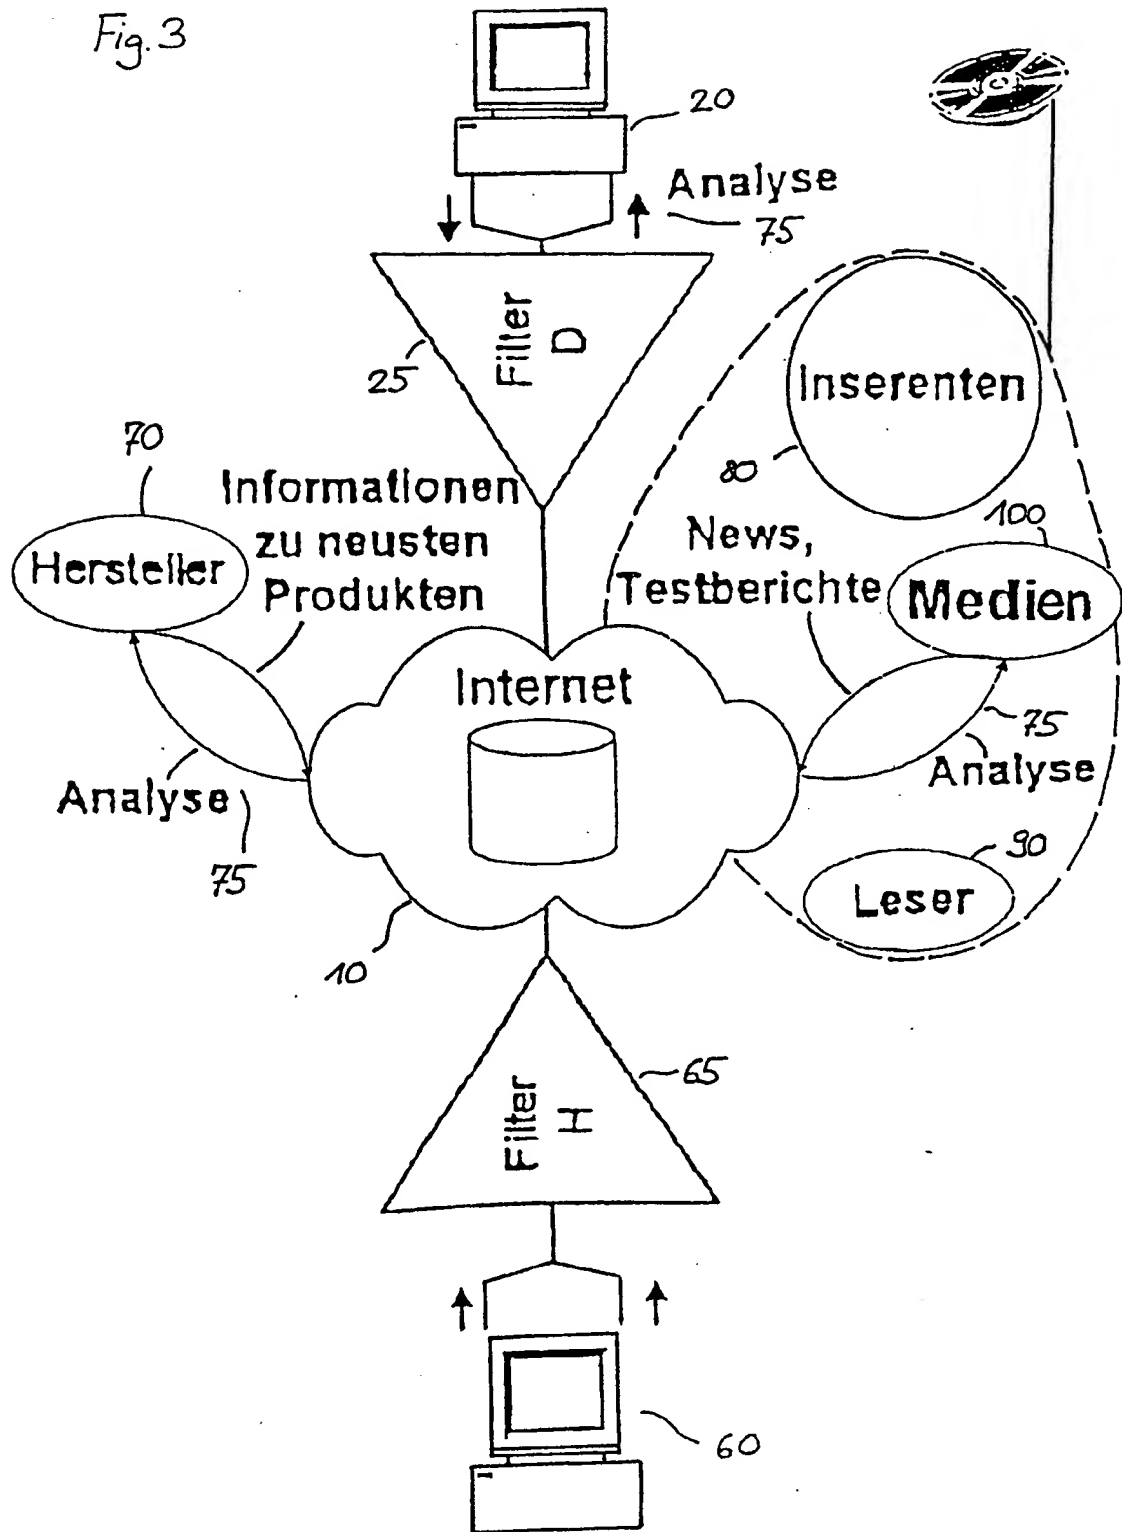 Fig. 3
20
Analyse
75
Filter
D
25
Inserenten
80
70
Informationen
zu neusten
Produkten
Hersteller
News,
Testberichte
100
Medien
Internet
75
Analyse
Analyse
75
90
Leser
10
65
Filter
H
60